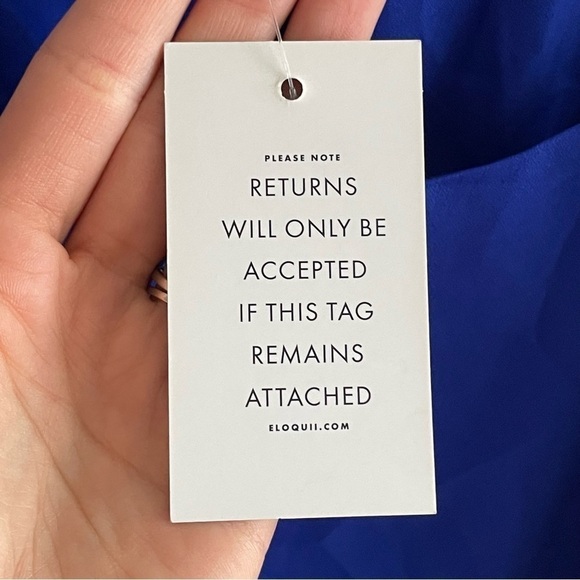 PLEASE NOTE
RETURNS
WILL ONLY BE
ACCEPTED
IF THIS TAG
REMAINS
ATTACHED
ELOQUII.COM